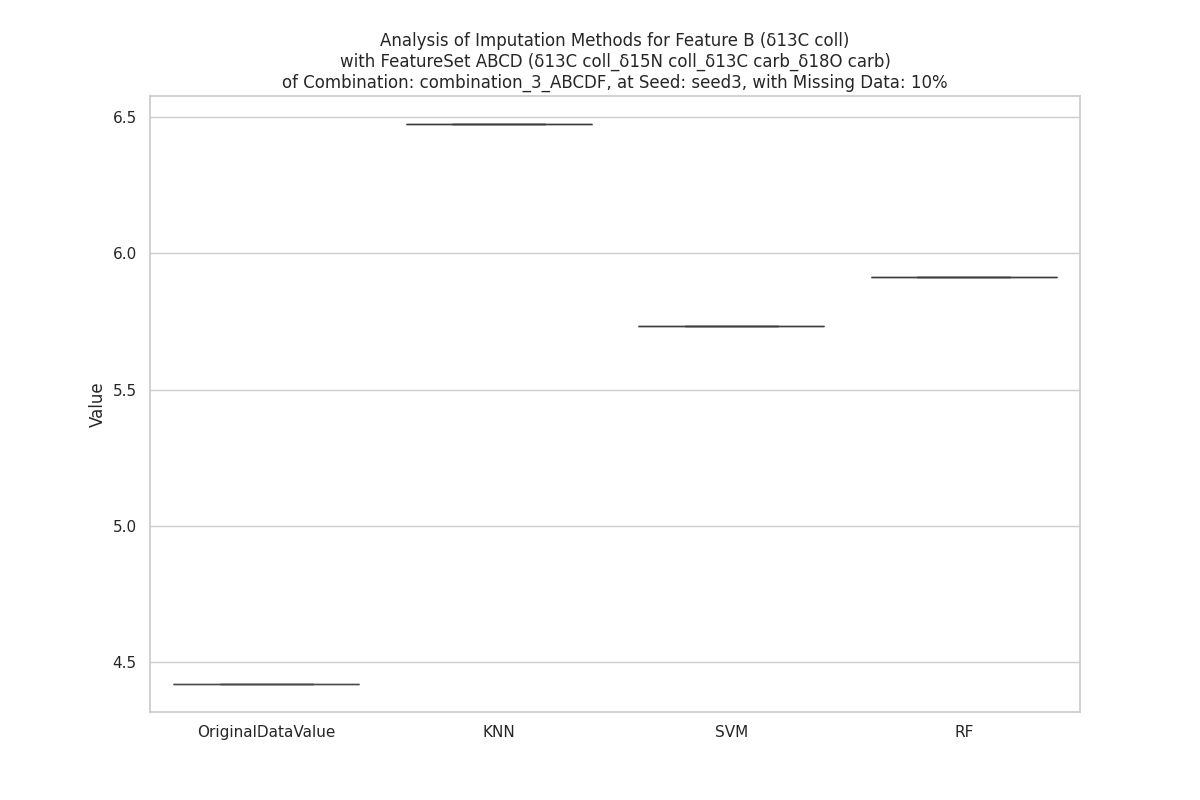 Analysis of Imputation Methods for Feature B (δ13C coll)
with FeatureSet ABCD (δ13C coll_δ15N coll_δ13C carb_δ18O carb)
of Combination: combination_3_ABCDF, at Seed: seed3, with Missing Data: 10%
6.5
6.0
5.5
5.0
4.5
Value
OriginalDataValue KNN SVM RF